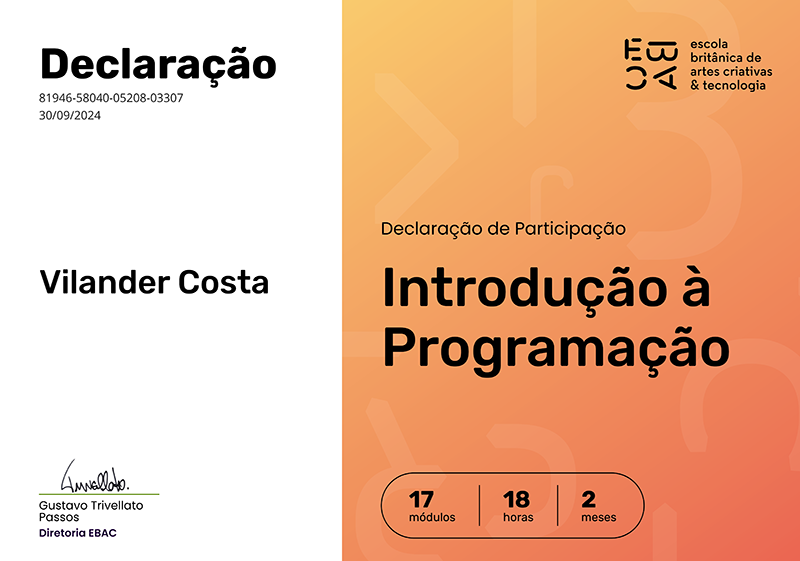 Declaração
81946-58040-05208-03307
30/09/2024
Vilander Costa
Gustavo Trivellato
Passos
Diretoria EBAC
EBAC
escola
britânica de
artes criativas
& tecnologia
Declaração de Participação
Introdução à
Programação
17 18 2
módulos horas meses